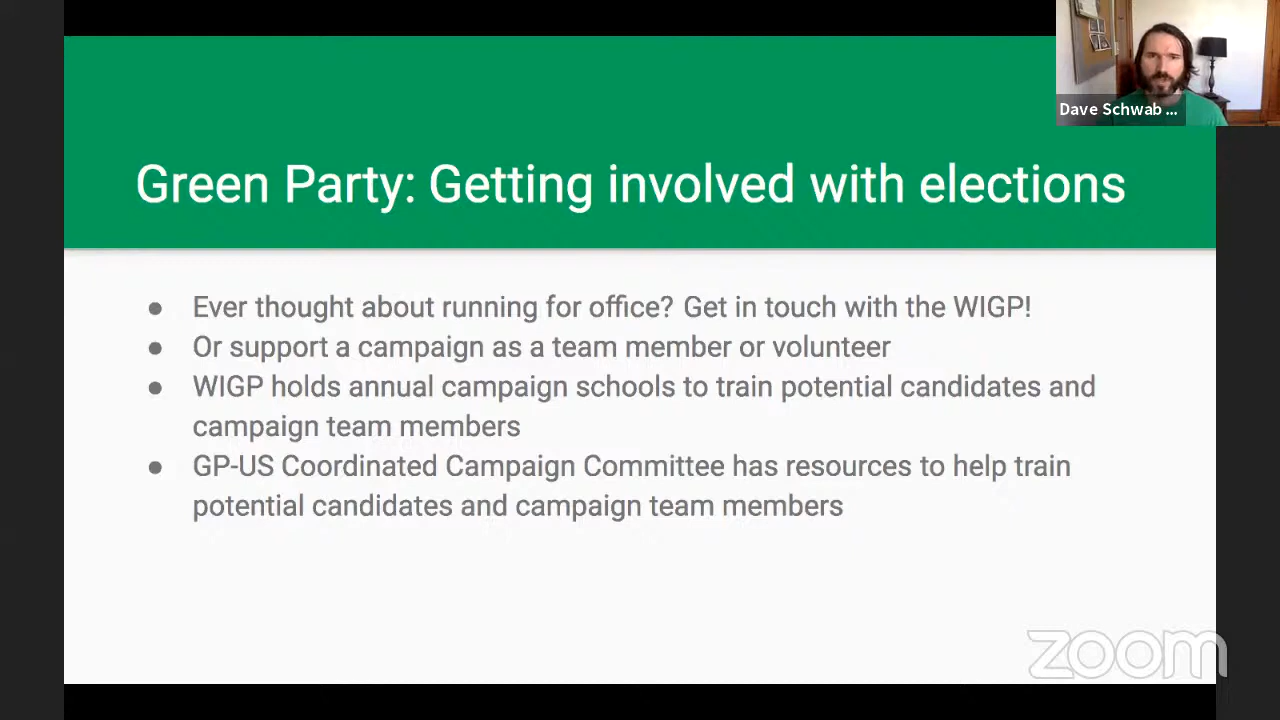 Dave Schwab ...
Green Party: Getting involved with elections
● Ever thought about running for office? Get in touch with the WIGP!
● Or support a campaign as a team member or volunteer
● WIGP holds annual campaign schools to train potential candidates and
campaign team members
● GP-US Coordinated Campaign Committee has resources to help train
potential candidates and campaign team members
zoom